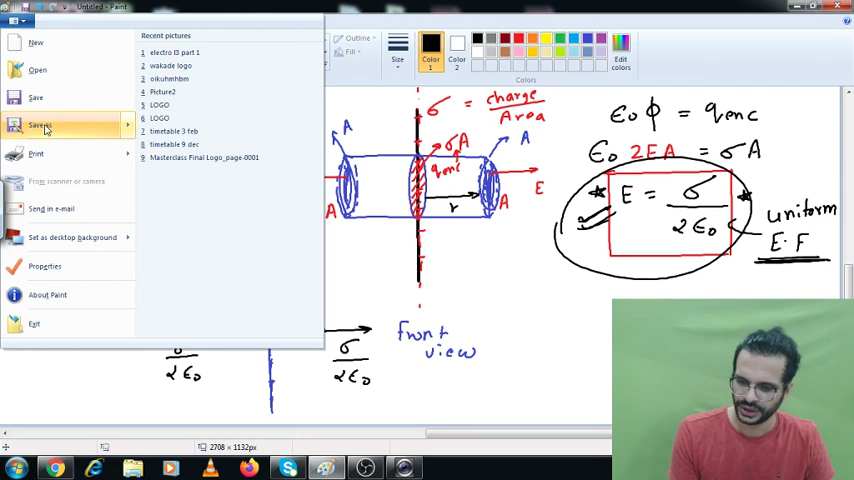 Untitled - Paint
New
Open
Save
Save as
Print
From scanner or camera
Send in e-mail
Set as desktop background
Properties
About Paint
Exit
Recent pictures
1 electro l3 part 1
2 wakade logo
3 oikuhmhbm
4 Picture2
5 LOGO
6 LOGO
7 timetable 3 feb
8 timetable 9 dec
9 Masterclass Final Logo_page-0001
Outline
Fill
Size
Color
1
Color
2
Edit
colors
Colors
σ = charge/Area
A
A
σA
qenc
E
A
A
r
ε₀ϕ = qenc
ε₀ 2EA = σA
E = σ/2ε₀
uniform
E.F
σ/2ε₀
σ/2ε₀
front
view
2708 × 1132px